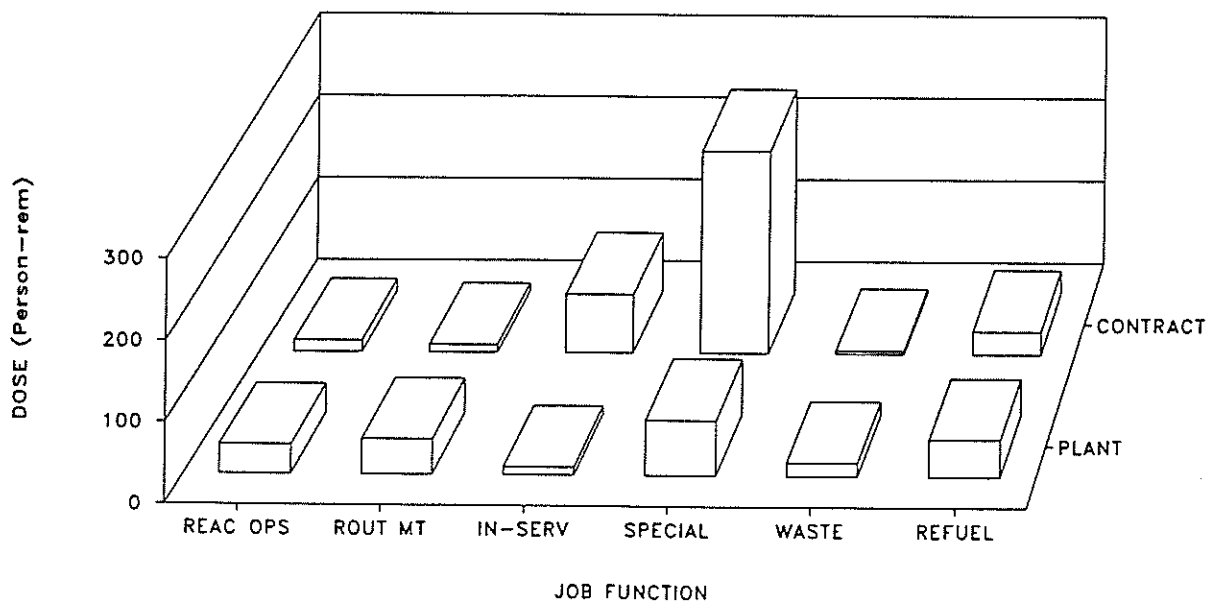 DOSE (Person-rem)
300
200
100
0
CONTRACT
PLANT
REAC OPS
ROUT MT
IN-SERV
SPECIAL
WASTE
REFUEL
JOB FUNCTION